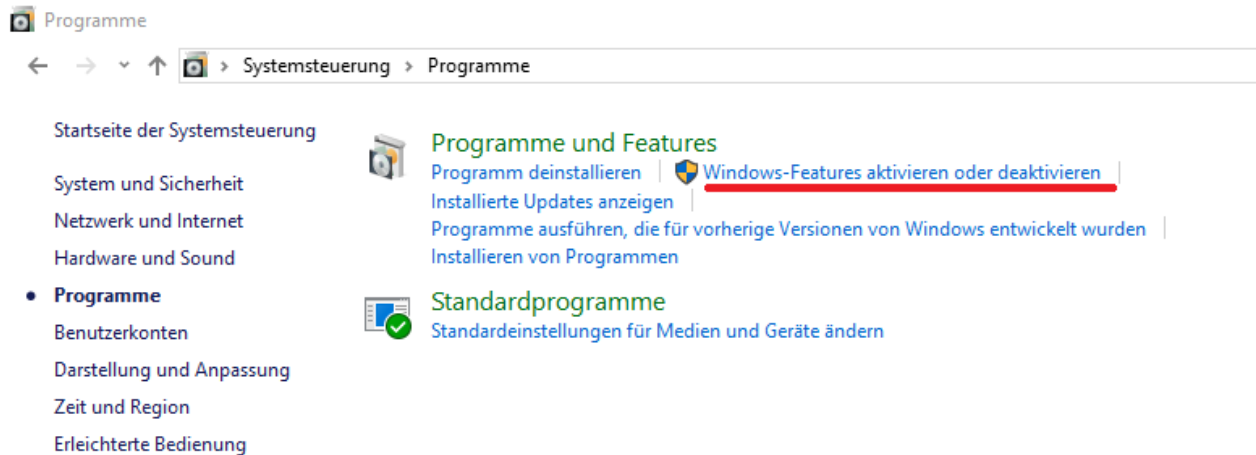 Programme
Systemsteuerung > Programme
Startseite der Systemsteuerung
System und Sicherheit
Netzwerk und Internet
Hardware und Sound
Programme
Benutzerkonten
Darstellung und Anpassung
Zeit und Region
Erleichterte Bedienung
Programme und Features
Programm deinstallieren | Windows-Features aktivieren oder deaktivieren
Installierte Updates anzeigen
Programme ausführen, die für vorherige Versionen von Windows entwickelt wurden
Installieren von Programmen
Standardprogramme
Standardeinstellungen für Medien und Geräte ändern